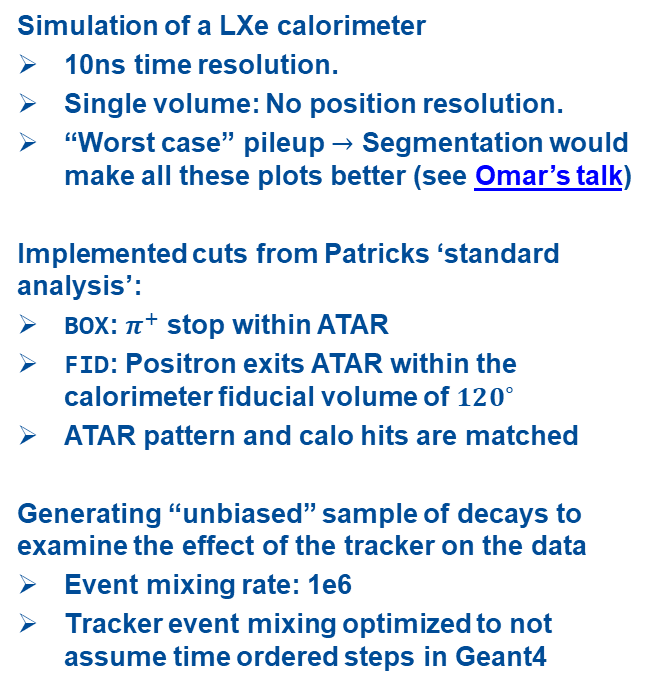 Simulation of a LXe calorimeter
➢ 10ns time resolution.
➢ Single volume: No position resolution.
➢ “Worst case” pileup → Segmentation would
make all these plots better (see Omar’s talk)
Implemented cuts from Patricks ‘standard
analysis’:
➢ BOX: π⁺ stop within ATAR
➢ FID: Positron exits ATAR within the
calorimeter fiducial volume of 120°
➢ ATAR pattern and calo hits are matched
Generating “unbiased” sample of decays to
examine the effect of the tracker on the data
➢ Event mixing rate: 1e6
➢ Tracker event mixing optimized to not
assume time ordered steps in Geant4